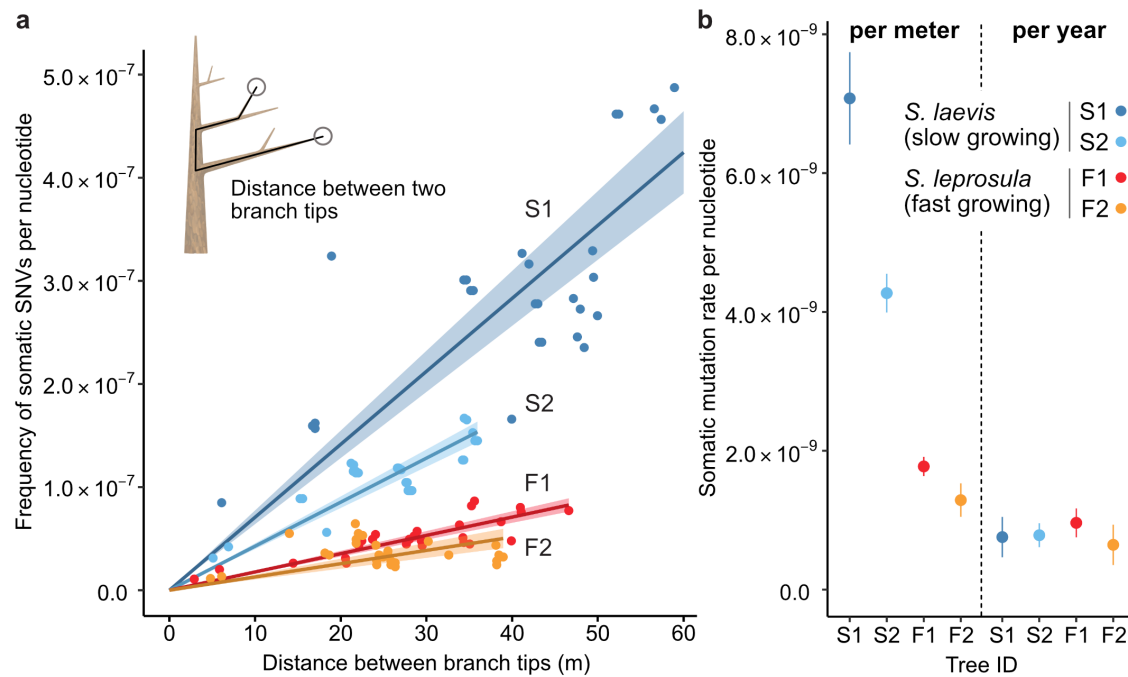 a
Frequency of somatic SNVs per nucleotide
5.0 × 10⁻⁷
4.0 × 10⁻⁷
3.0 × 10⁻⁷
2.0 × 10⁻⁷
1.0 × 10⁻⁷
0.0
Distance between two
branch tips
S1
S2
F1
F2
0 10 20 30 40 50 60
Distance between branch tips (m)
b
Somatic mutation rate per nucleotide
8.0 × 10⁻⁹
6.0 × 10⁻⁹
4.0 × 10⁻⁹
2.0 × 10⁻⁹
0.0
per meter per year
S. laevis
(slow growing)
S1
S2
S. leprosula
(fast growing)
F1
F2
S1 S2 F1 F2 S1 S2 F1 F2
Tree ID